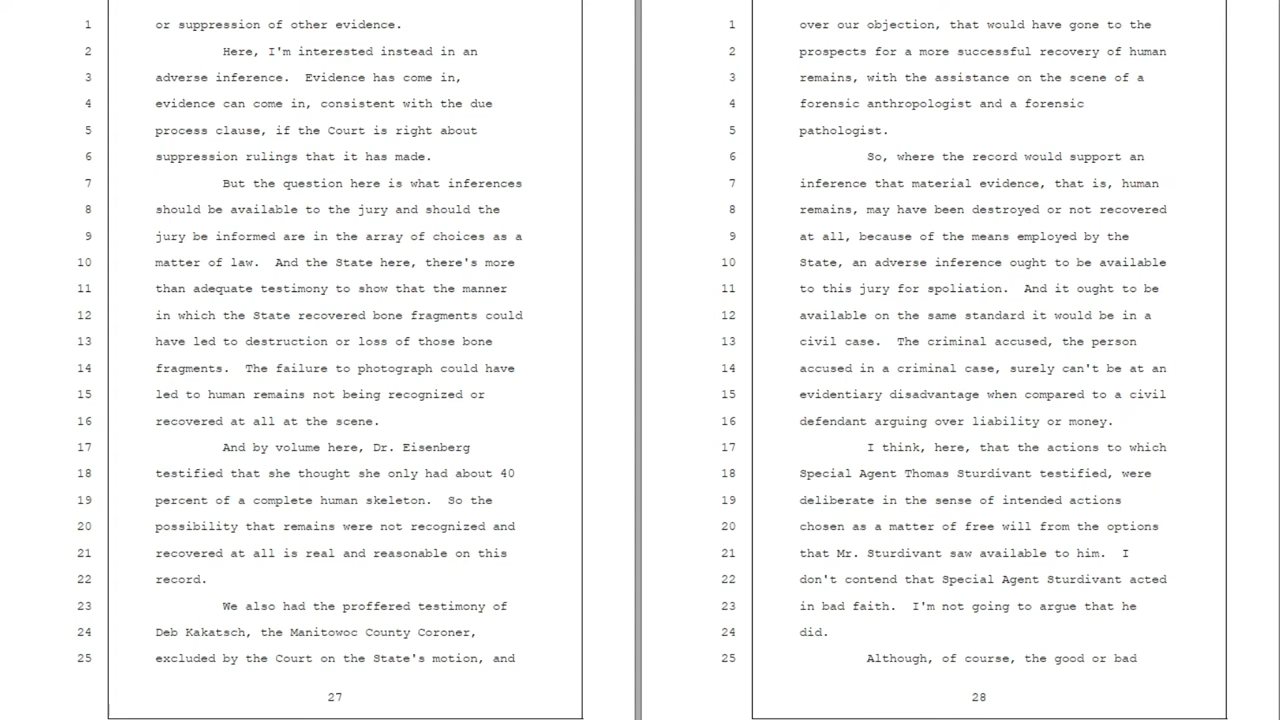 1 or suppression of other evidence.
2 Here, I'm interested instead in an
3 adverse inference. Evidence has come in,
4 evidence can come in, consistent with the due
5 process clause, if the Court is right about
6 suppression rulings that it has made.
7 But the question here is what inferences
8 should be available to the jury and should the
9 jury be informed are in the array of choices as a
10 matter of law. And the State here, there's more
11 than adequate testimony to show that the manner
12 in which the State recovered bone fragments could
13 have led to destruction or loss of those bone
14 fragments. The failure to photograph could have
15 led to human remains not being recognized or
16 recovered at all at the scene.
17 And by volume here, Dr. Eisenberg
18 testified that she thought she only had about 40
19 percent of a complete human skeleton. So the
20 possibility that remains were not recognized and
21 recovered at all is real and reasonable on this
22 record.
23 We also had the proffered testimony of
24 Deb Kakatsch, the Manitowoc County Coroner,
25 excluded by the Court on the State's motion, and
27
1 over our objection, that would have gone to the
2 prospects for a more successful recovery of human
3 remains, with the assistance on the scene of a
4 forensic anthropologist and a forensic
5 pathologist.
6 So, where the record would support an
7 inference that material evidence, that is, human
8 remains, may have been destroyed or not recovered
9 at all, because of the means employed by the
10 State, an adverse inference ought to be available
11 to this jury for spoliation. And it ought to be
12 available on the same standard it would be in a
13 civil case. The criminal accused, the person
14 accused in a criminal case, surely can't be at an
15 evidentiary disadvantage when compared to a civil
16 defendant arguing over liability or money.
17 I think, here, that the actions to which
18 Special Agent Thomas Sturdivant testified, were
19 deliberate in the sense of intended actions
20 chosen as a matter of free will from the options
21 that Mr. Sturdivant saw available to him. I
22 don't contend that Special Agent Sturdivant acted
23 in bad faith. I'm not going to argue that he
24 did.
25 Although, of course, the good or bad
28